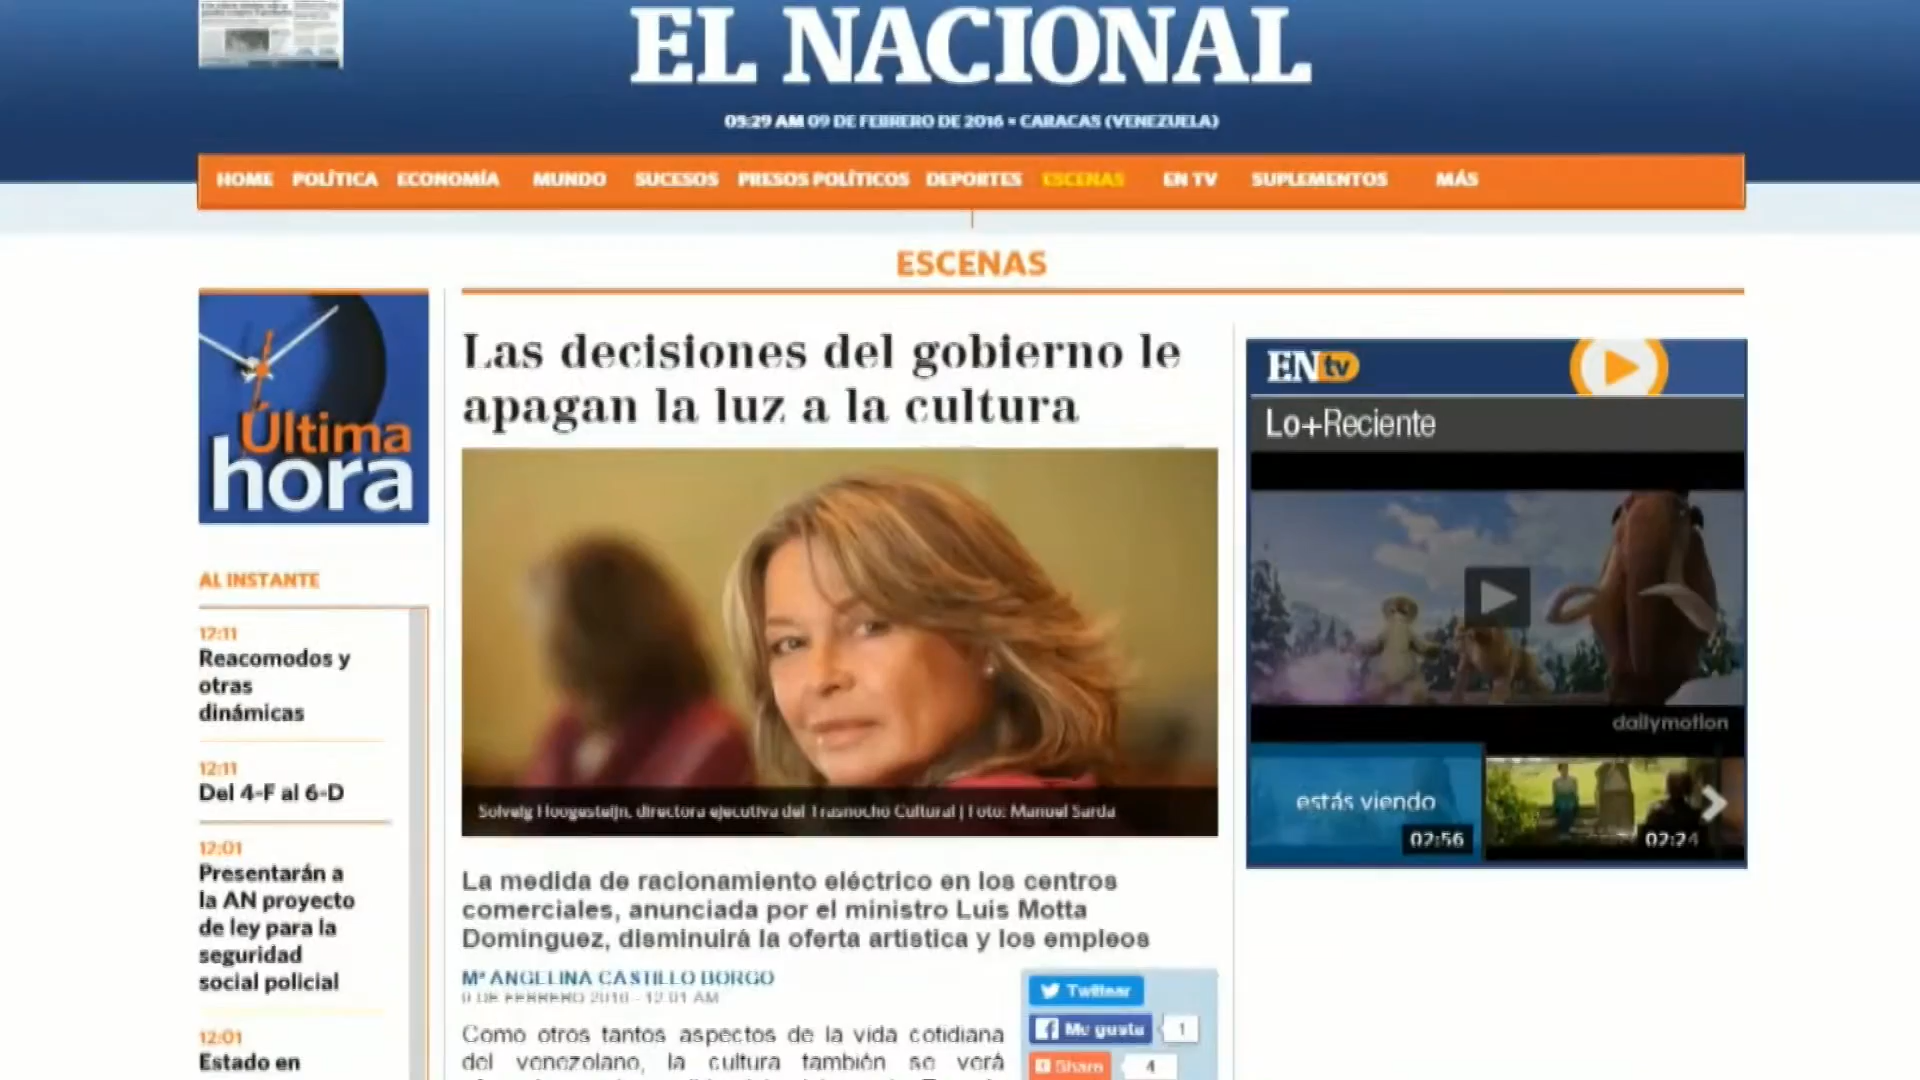 EL NACIONAL
05:29 AM 09 DE FEBRERO DE 2016 • CARACAS (VENEZUELA)
HOME POLÍTICA ECONOMÍA MUNDO SUCESOS PRESOS POLÍTICOS DEPORTES ESCENAS EN TV SUPLEMENTOS MÁS
ESCENAS
Última
hora
AL INSTANTE
12:11
Reacomodos y
otras
dinámicas
12:11
Del 4-F al 6-D
12:01
Presentarán a
la AN proyecto
de ley para la
seguridad
social policial
12:01
Estado en
Las decisiones del gobierno le
apagan la luz a la cultura
Solveig Hoogesteijn, directora ejecutiva del Trasnocho Cultural | Foto: Manuel Sarda
La medida de racionamiento eléctrico en los centros
comerciales, anunciada por el ministro Luis Motta
Domínguez, disminuirá la oferta artística y los empleos
Mª ANGELINA CASTILLO BORGO
9 DE FEBRERO 2016 - 12:01 AM
Como otros tantos aspectos de la vida cotidiana
del venezolano, la cultura también se verá
Twittear
Me gusta 1
Share 4
EN tv
Lo+Reciente
dailymotion
estás viendo
02:56
02:24